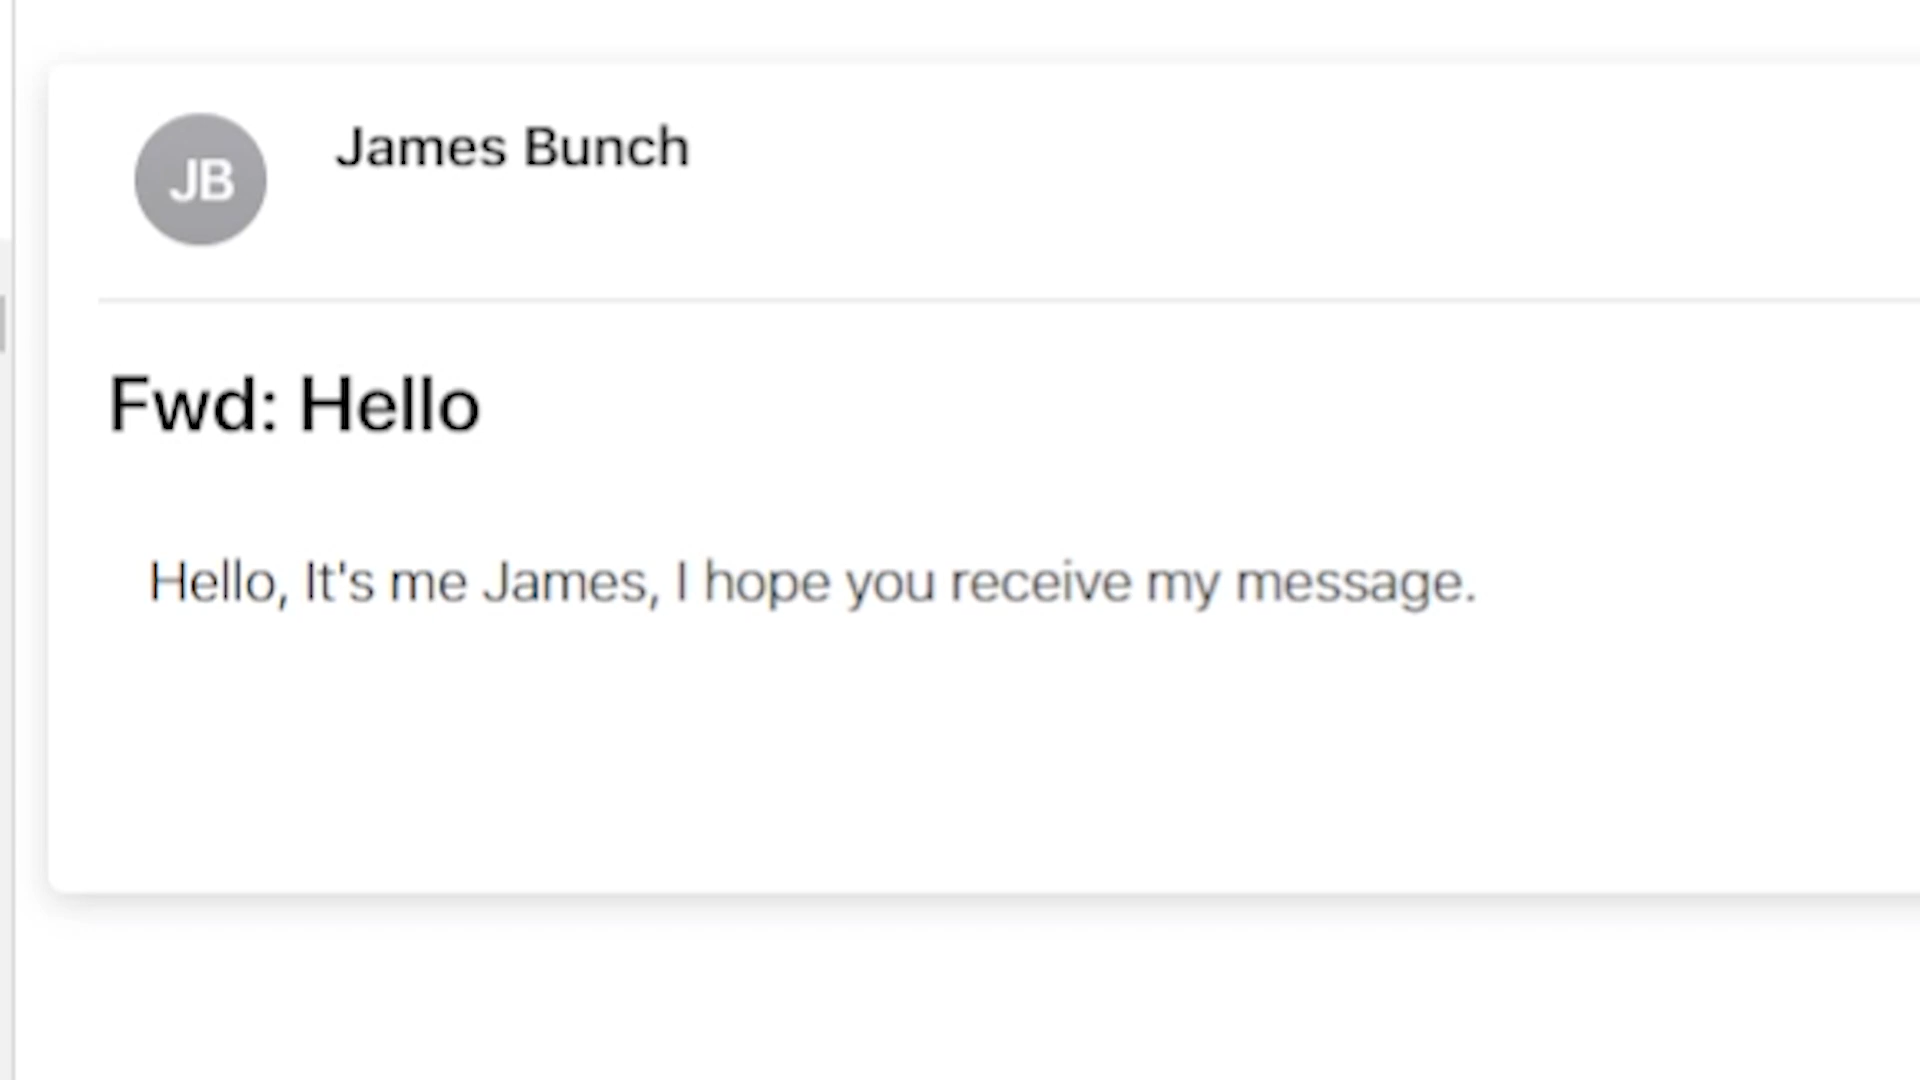 JB
James Bunch
Fwd: Hello
Hello, It's me James, I hope you receive my message.